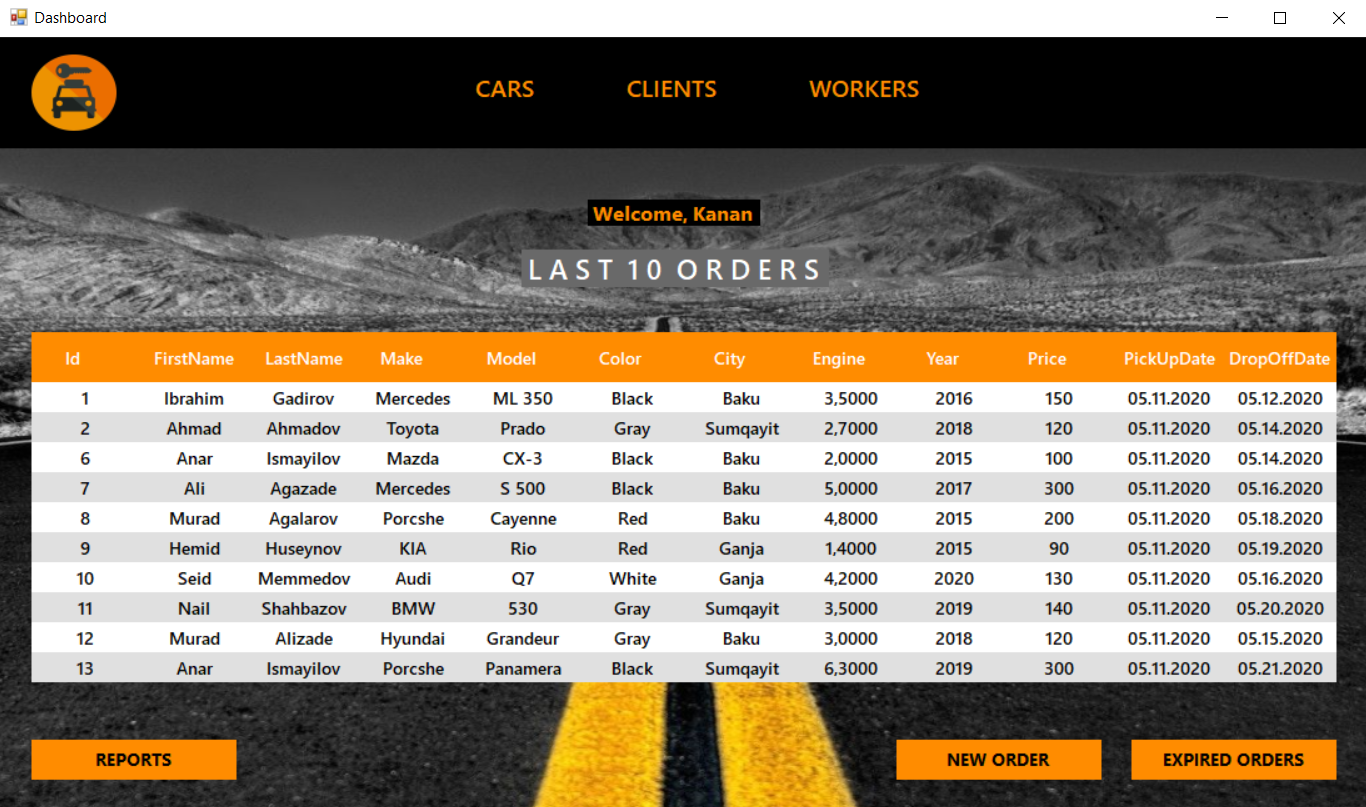 Dashboard
CARS CLIENTS WORKERS
Welcome, Kanan
LAST 10 ORDERS
Id FirstName LastName Make Model Color City Engine Year Price PickUpDate DropOffDate
1 Ibrahim Gadirov Mercedes ML 350 Black Baku 3,5000 2016 150 05.11.2020 05.12.2020
2 Ahmad Ahmadov Toyota Prado Gray Sumqayit 2,7000 2018 120 05.11.2020 05.14.2020
6 Anar Ismayilov Mazda CX-3 Black Baku 2,0000 2015 100 05.11.2020 05.14.2020
7 Ali Agazade Mercedes S 500 Black Baku 5,0000 2017 300 05.11.2020 05.16.2020
8 Murad Agalarov Porcshe Cayenne Red Baku 4,8000 2015 200 05.11.2020 05.18.2020
9 Hemid Huseynov KIA Rio Red Ganja 1,4000 2015 90 05.11.2020 05.19.2020
10 Seid Memmedov Audi Q7 White Ganja 4,2000 2020 130 05.11.2020 05.16.2020
11 Nail Shahbazov BMW 530 Gray Sumqayit 3,5000 2019 140 05.11.2020 05.20.2020
12 Murad Alizade Hyundai Grandeur Gray Baku 3,0000 2018 120 05.11.2020 05.15.2020
13 Anar Ismayilov Porcshe Panamera Black Sumqayit 6,3000 2019 300 05.11.2020 05.21.2020
REPORTS NEW ORDER EXPIRED ORDERS